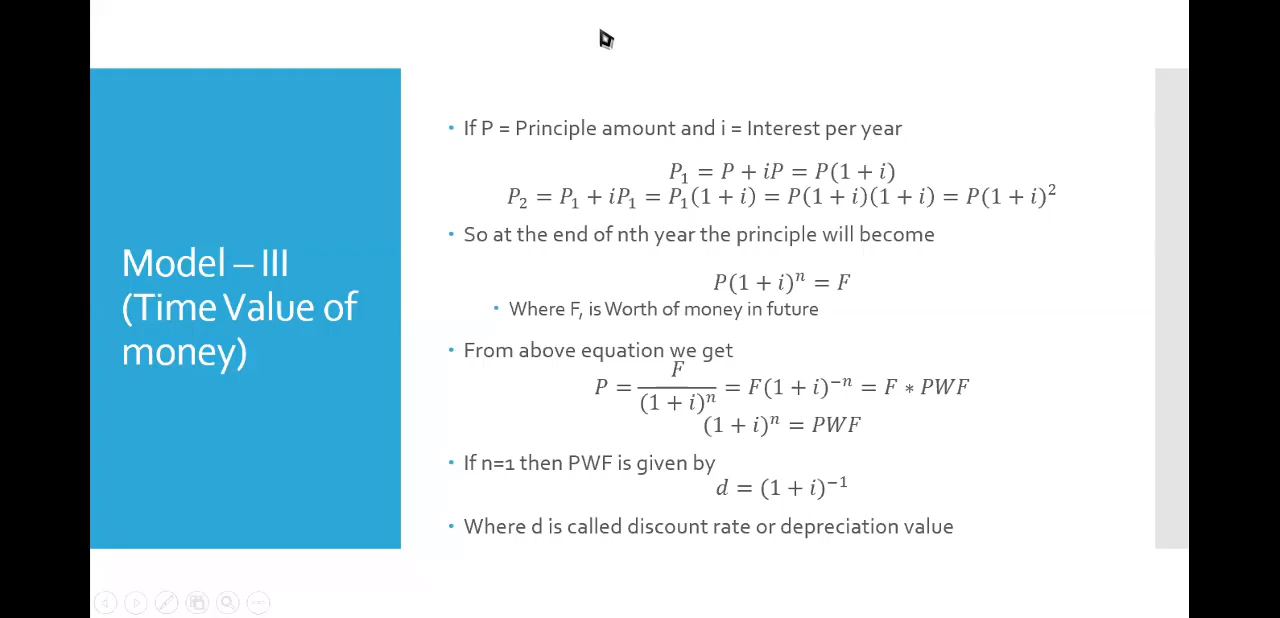 Model – III
(Time Value of
money)
• If P = Principle amount and i = Interest per year
P₁ = P + iP = P(1 + i)
P₂ = P₁ + iP₁ = P₁(1 + i) = P(1 + i)(1 + i) = P(1 + i)²
• So at the end of nth year the principle will become
P(1 + i)ⁿ = F
• Where F, is Worth of money in future
• From above equation we get
P = F/(1 + i)ⁿ = F(1 + i)⁻ⁿ = F ∗ PWF
(1 + i)ⁿ = PWF
• If n=1 then PWF is given by
d = (1 + i)⁻¹
• Where d is called discount rate or depreciation value